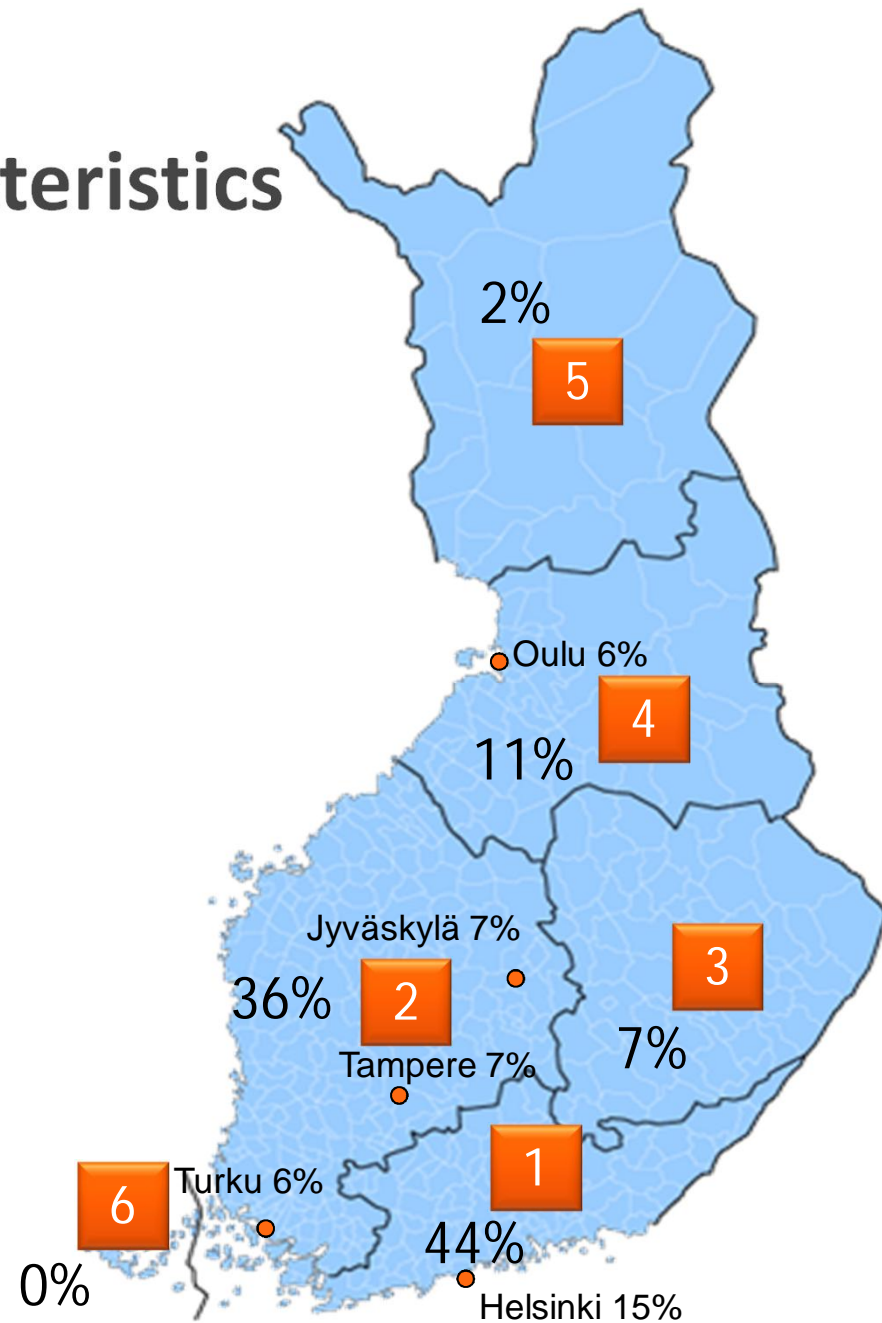 teristics
2%
5
Oulu 6%
4
11%
Jyväskylä 7%
3
36%
2
7%
Tampere 7%
1
Turku 6%
6
44%
0%
Helsinki 15%